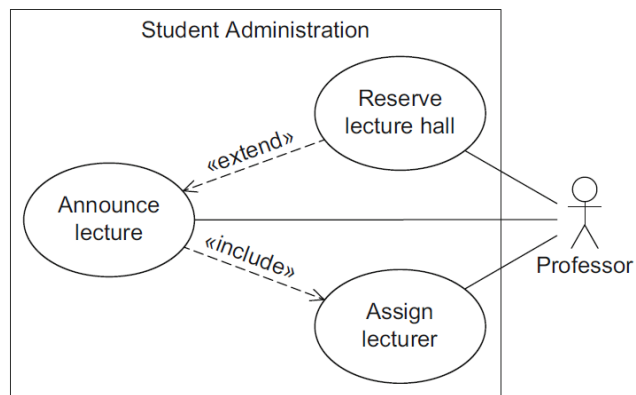 Student Administration
Reserve
lecture hall
«extend»
Announce
lecture
«include»
Professor
Assign
lecturer